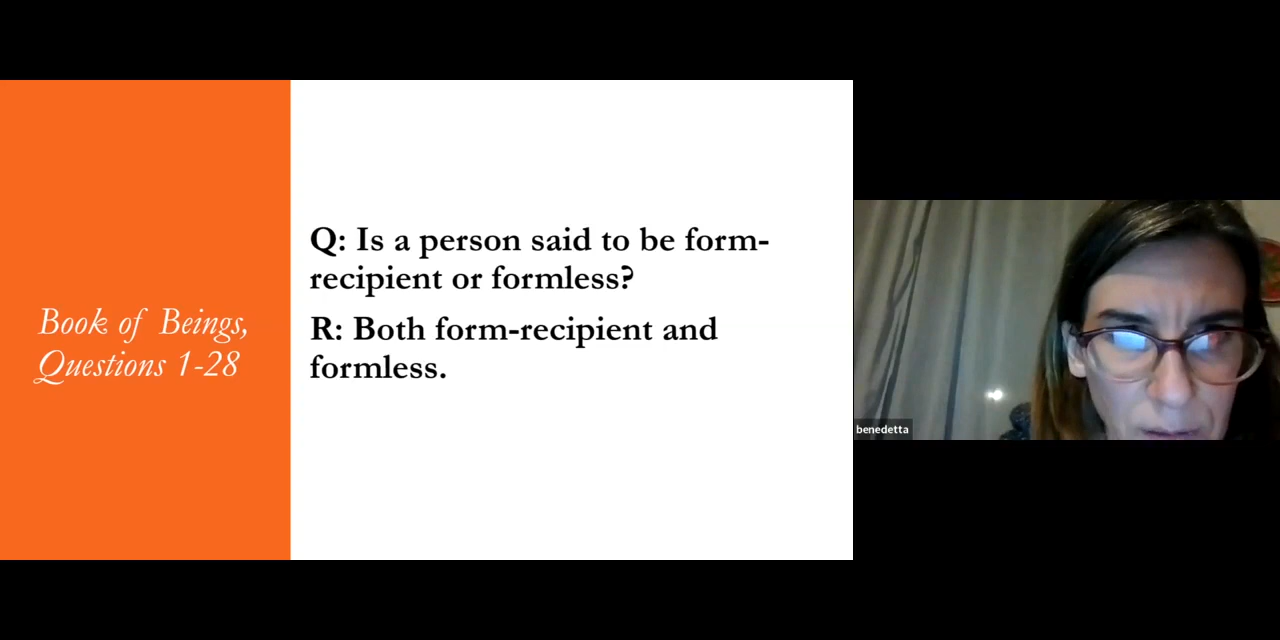 Book of Beings,
Questions 1-28
Q: Is a person said to be form-
recipient or formless?
R: Both form-recipient and
formless.
benedetta